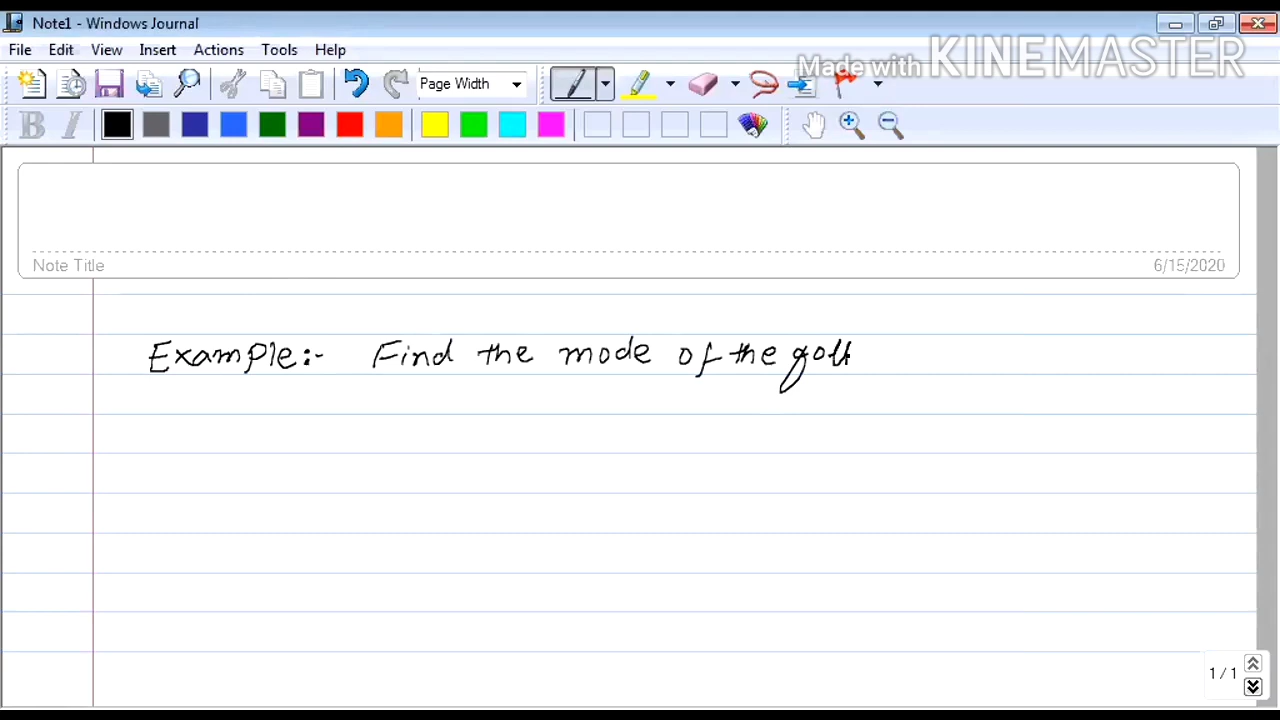 Note1 - Windows Journal
File Edit View Insert Actions Tools Help
Made with KINEMASTER
Page Width
B I
Note Title
6/15/2020
Example:- Find the mode of the
1 / 1